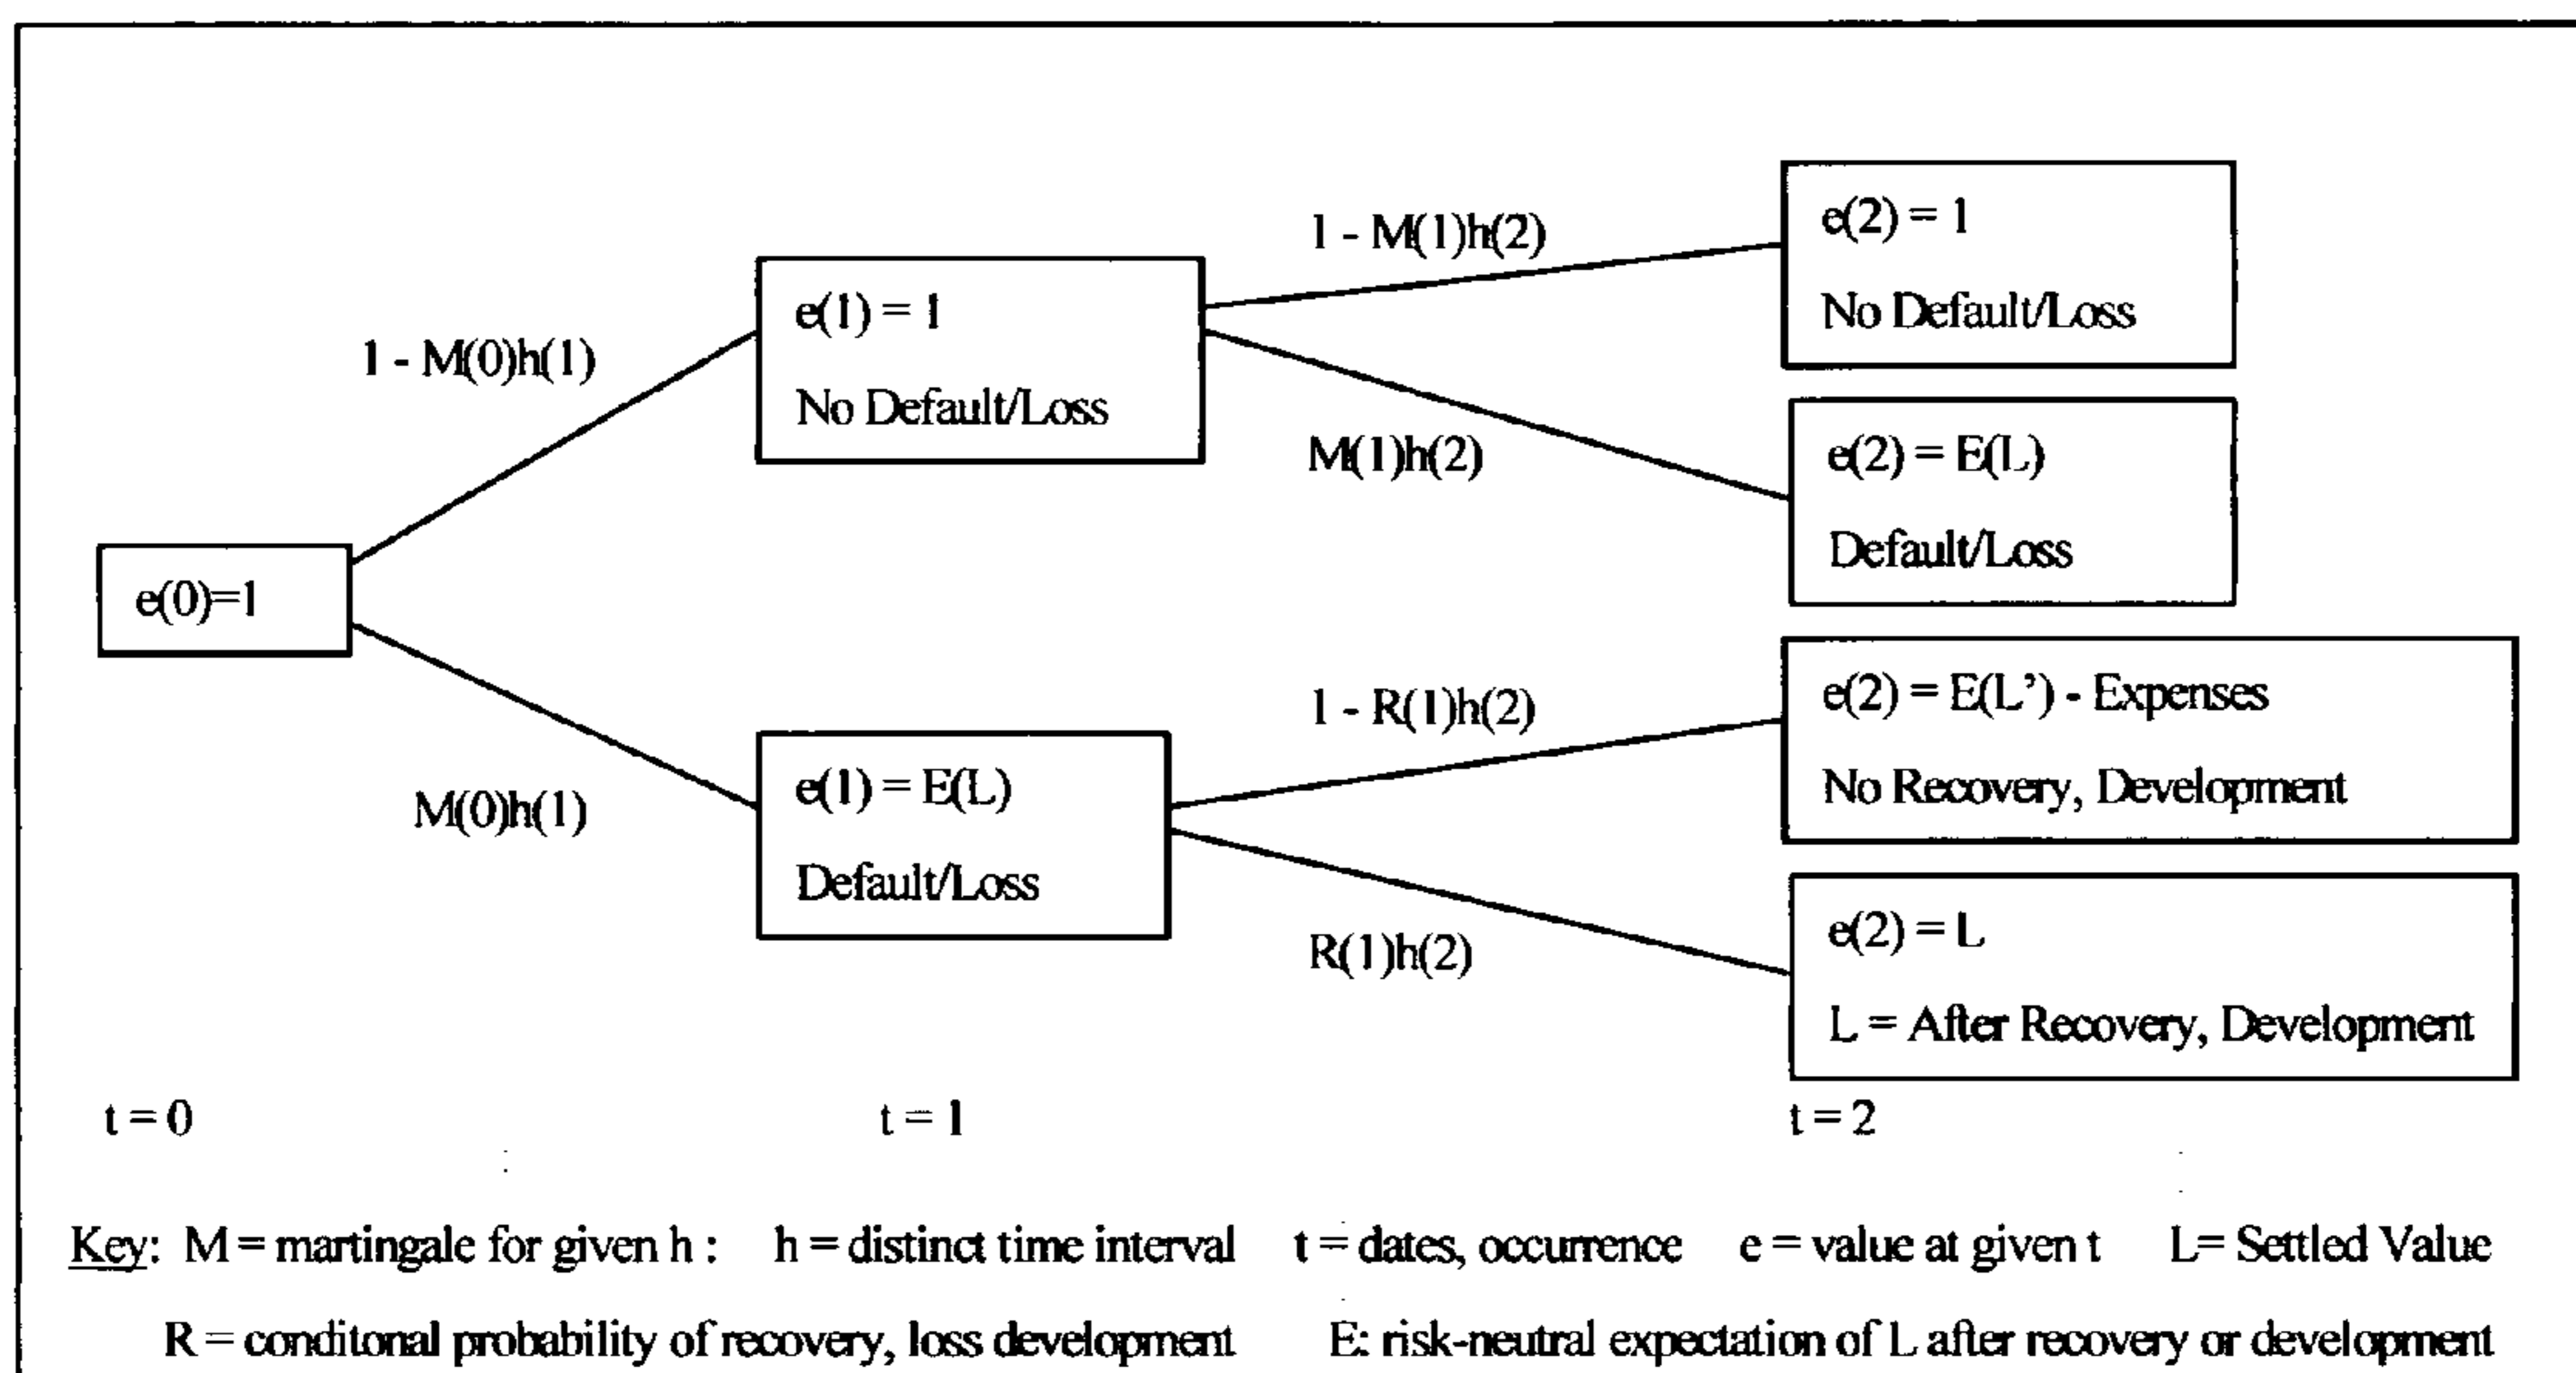 e(2) = 1
1 - M(1)h(2)
e(1) = 1
No Default/Loss
1 - M(0)h(1)
No Default/Loss
e(2) = E(L)
M(1)h(2)
Default/Loss
e(0)=1
e(2) = E(L’) - Expenses
1 - R(1)h(2)
e(1) = E(L)
No Recovery, Development
M(0)h(1)
Default/Loss
e(2) = L
R(1)h(2)
L = After Recovery, Development
t = 0 t = 1 t = 2
Key: M = martingale for given h : h = distinct time interval t = dates, occurrence e = value at given t L= Settled Value
R = conditonal probability of recovery, loss development E: risk-neutral expectation of L after recovery or development